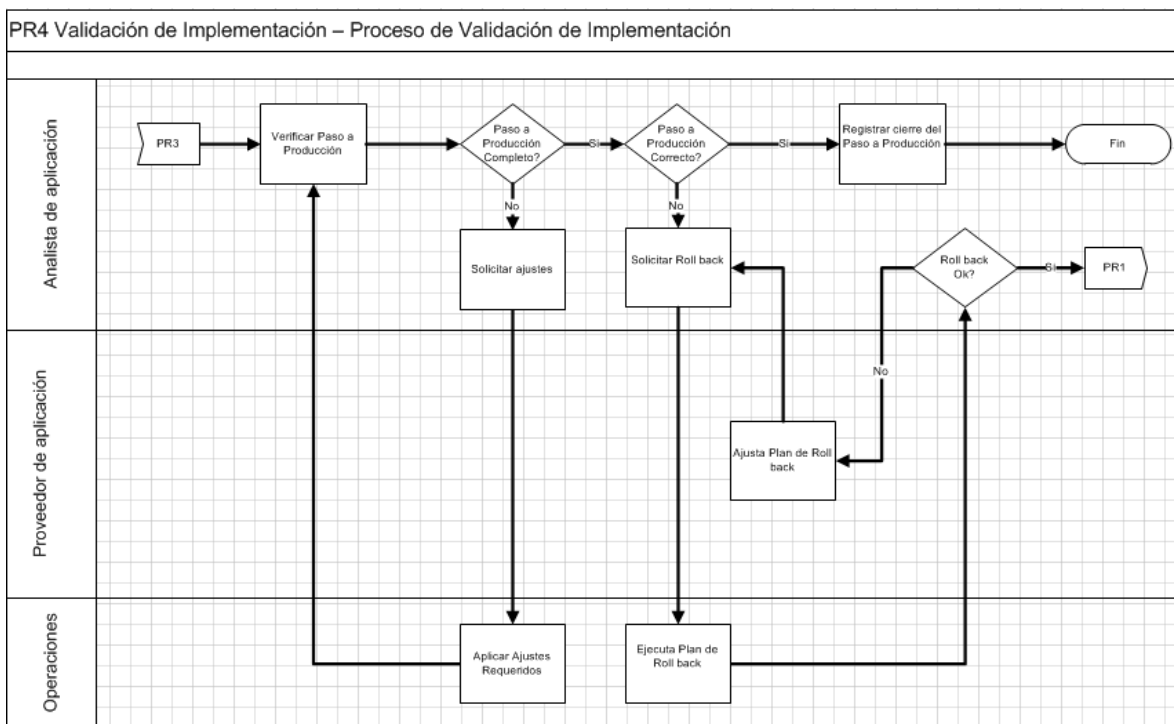 PR4 Validación de Implementación – Proceso de Validación de Implementación
Analista de aplicación
PR3
Verificar Paso a
Producción
Paso a
Producción
Completo?
Si
Paso a
Producción
Correcto?
Si
Registrar cierre del
Paso a Producción
Fin
No
No
Solicitar ajustes
Solicitar Roll back
Roll back
Ok?
Si
PR1
Proveedor de aplicación
No
Ajusta Plan de Roll
back
Operaciones
Aplicar Ajustes
Requeridos
Ejecuta Plan de
Roll back